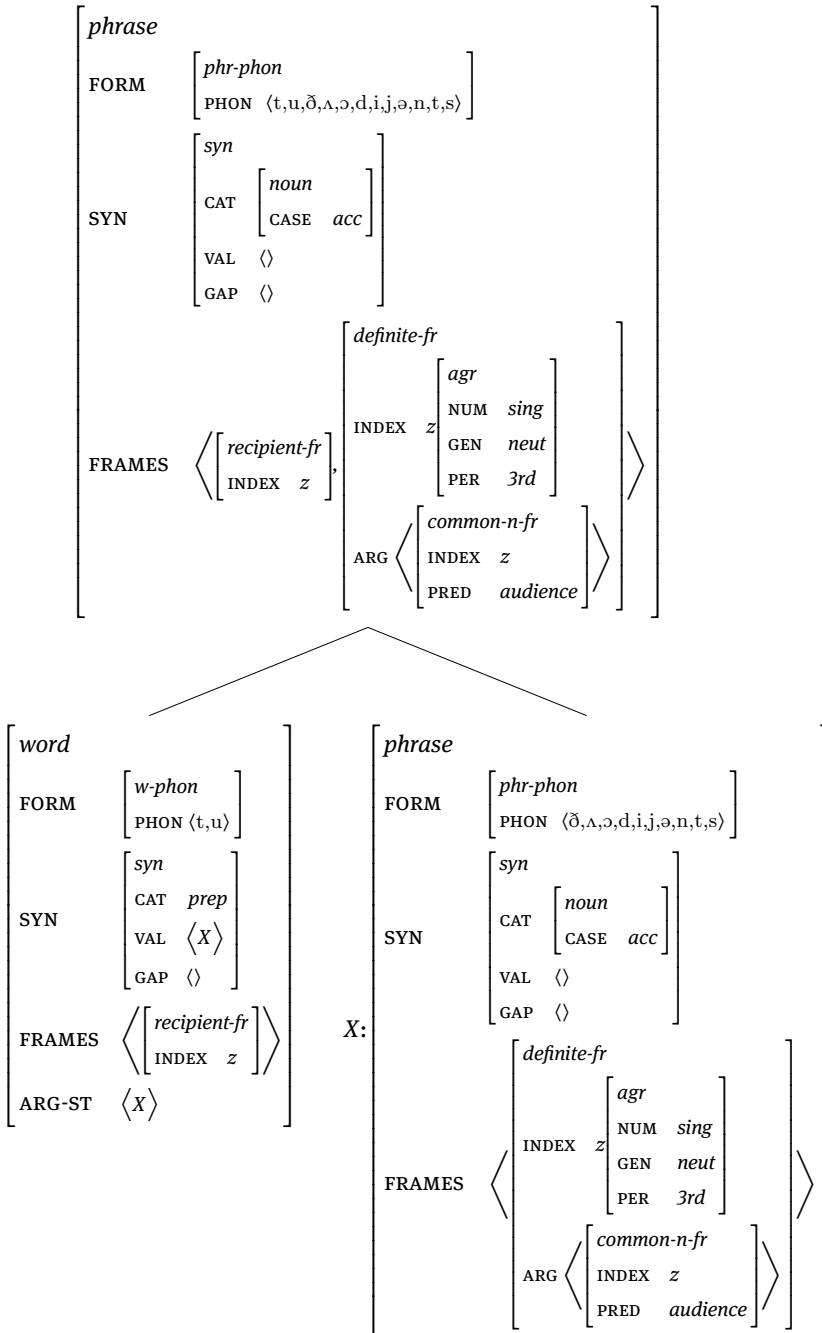 phrase
FORM
phr-phon
PHON ⟨t,u,ð,ʌ,ɔ,d,i,j,ə,n,t,s⟩
SYN
syn
CAT
noun
CASE acc
VAL ⟨⟩
GAP ⟨⟩
FRAMES
recipient-fr
INDEX z
,
definite-fr
INDEX z
agr
NUM sing
GEN neut
PER 3rd
ARG
common-n-fr
INDEX z
PRED audience
word
FORM
w-phon
PHON ⟨t,u⟩
SYN
syn
CAT prep
VAL ⟨X⟩
GAP ⟨⟩
FRAMES
recipient-fr
INDEX z
ARG-ST ⟨X⟩
X:
phrase
FORM
phr-phon
PHON ⟨ð,ʌ,ɔ,d,i,j,ə,n,t,s⟩
SYN
syn
CAT
noun
CASE acc
VAL ⟨⟩
GAP ⟨⟩
FRAMES
definite-fr
INDEX z
agr
NUM sing
GEN neut
PER 3rd
ARG
common-n-fr
INDEX z
PRED audience